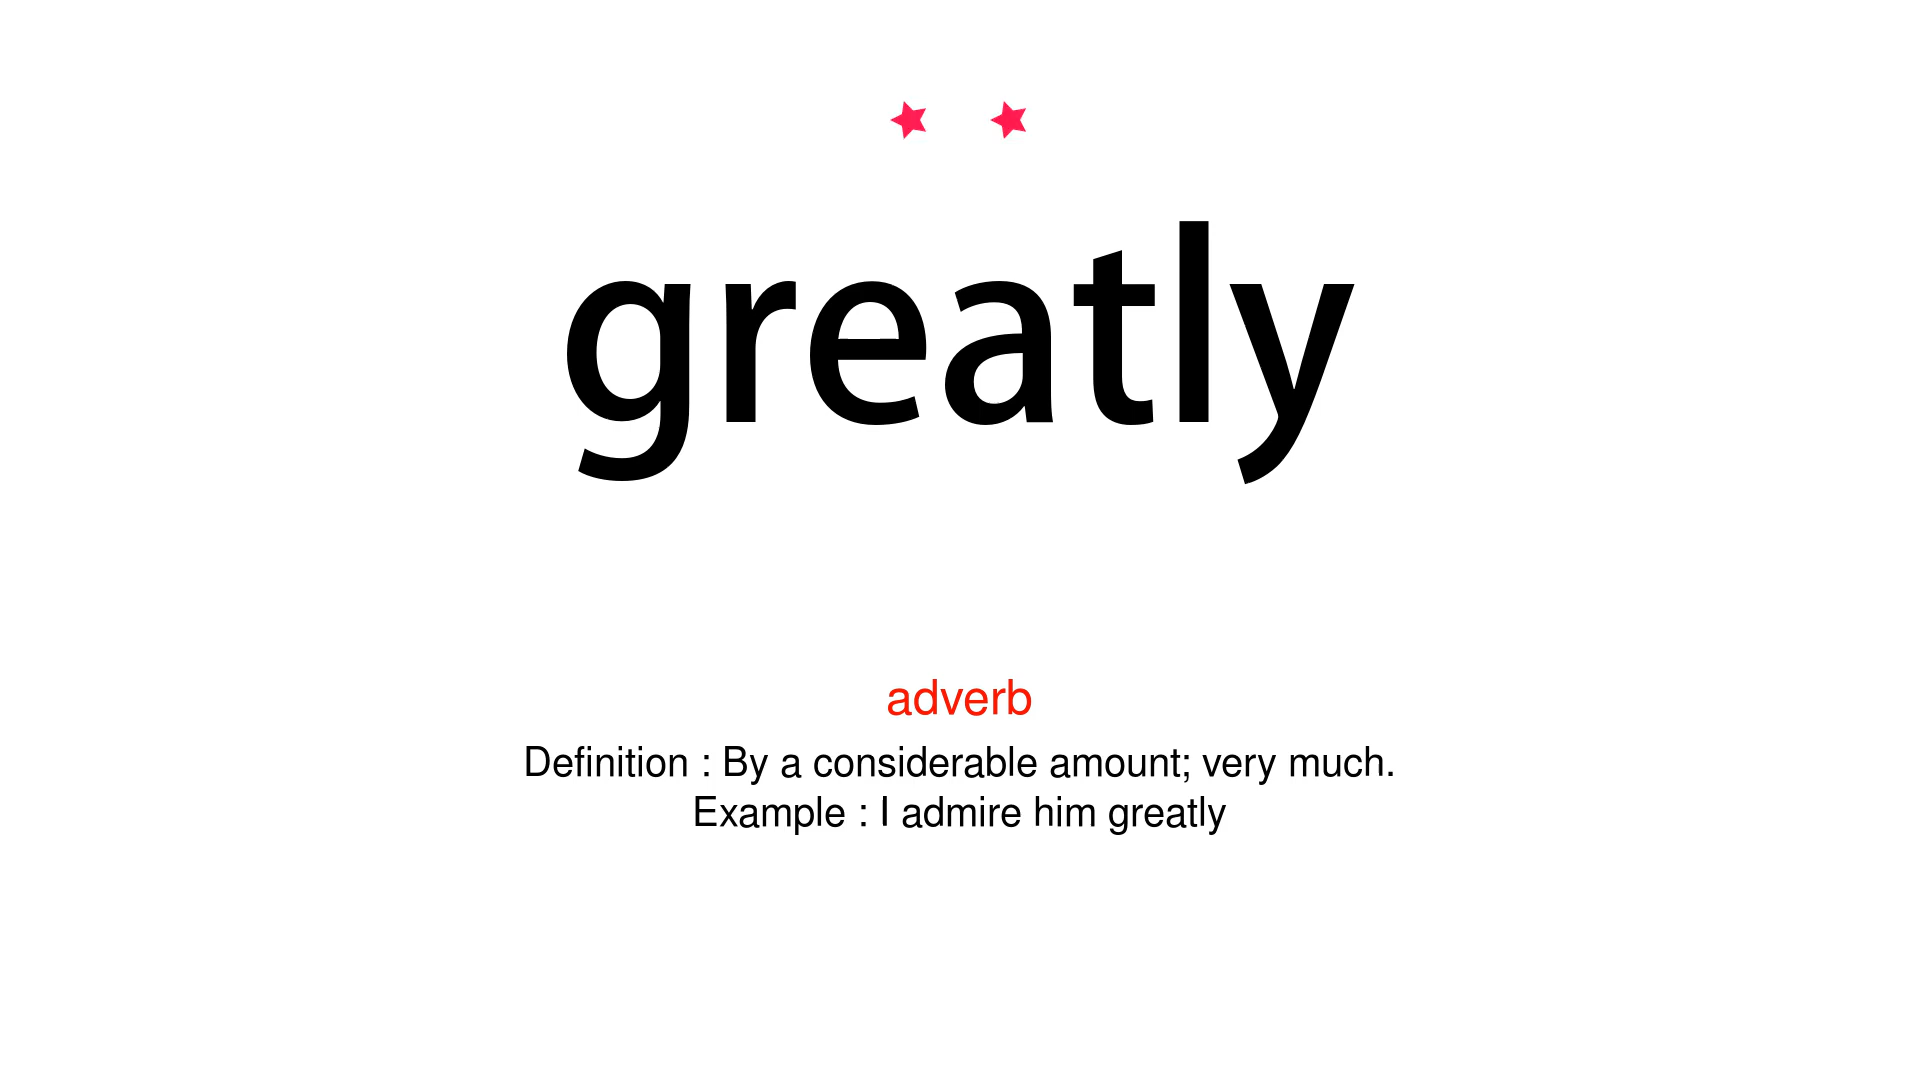 greatly
adverb
Definition : By a considerable amount; very much.
Example : I admire him greatly